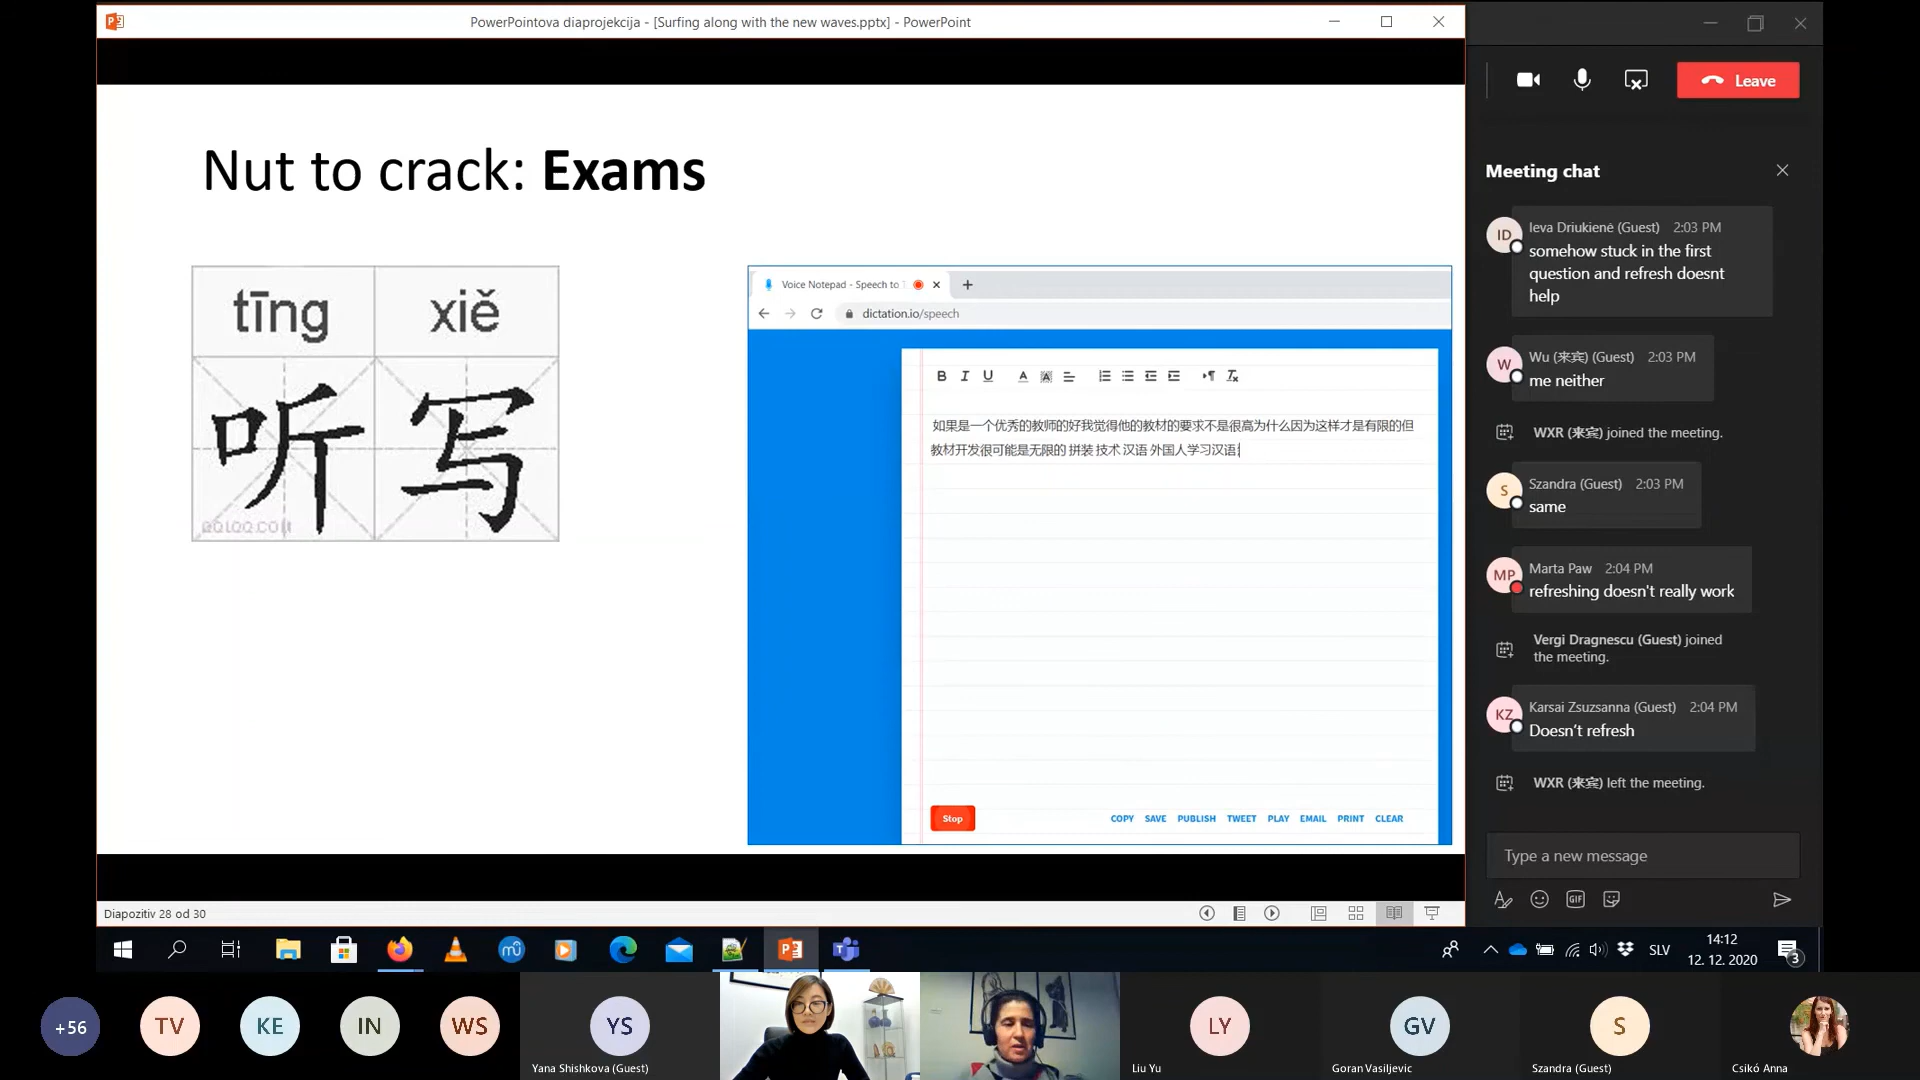 PowerPointova diaprojekcija - [Surfing along with the new waves.pptx] - PowerPoint
Nut to crack: Exams
tīng xiě
听 写
Voice Notepad - Speech to
dictation.io/speech
如果是一个优秀的教师的好我觉得他的教材的要求不是很高为什么因为这样才是有限的但
教材开发很可能是无限的 拼装 技术 汉语 外国人学习汉语
Stop
COPY SAVE PUBLISH TWEET PLAY EMAIL PRINT CLEAR
Diapozitiv 28 od 30
Leave
Meeting chat
ID
Ieva Driukienė (Guest) 2:03 PM
somehow stuck in the first
question and refresh doesnt
help
W
Wu (来宾) (Guest) 2:03 PM
me neither
WXR (来宾) joined the meeting.
S
Szandra (Guest) 2:03 PM
same
MP
Marta Paw 2:04 PM
refreshing doesn't really work
Vergi Dragnescu (Guest) joined
the meeting.
KZ
Karsai Zsuzsanna (Guest) 2:04 PM
Doesn't refresh
WXR (来宾) left the meeting.
Type a new message
GIF
SLV
14:12
12. 12. 2020
3
+56
TV
KE
IN
WS
YS
Yana Shishkova (Guest)
LY
Liu Yu
GV
Goran Vasiljevic
S
Szandra (Guest)
Csikó Anna